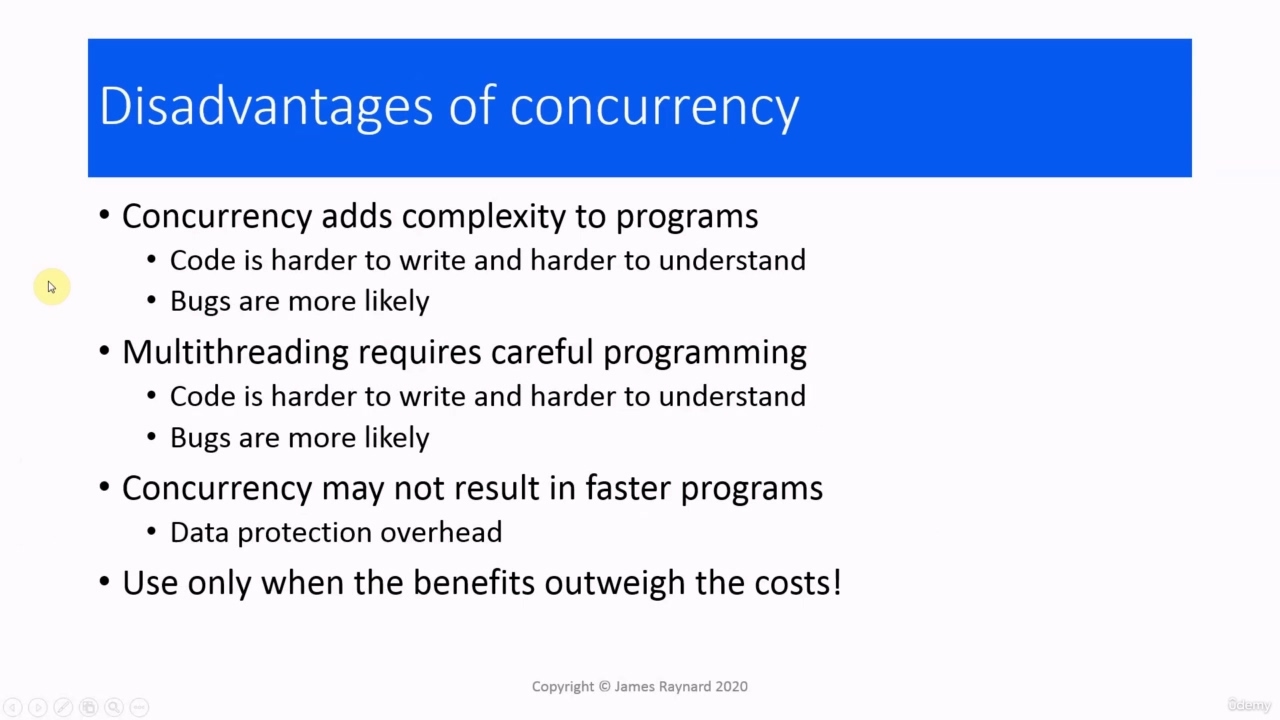 Disadvantages of concurrency
• Concurrency adds complexity to programs
• Code is harder to write and harder to understand
• Bugs are more likely
• Multithreading requires careful programming
• Code is harder to write and harder to understand
• Bugs are more likely
• Concurrency may not result in faster programs
• Data protection overhead
• Use only when the benefits outweigh the costs!
Copyright © James Raynard 2020
ûdemy